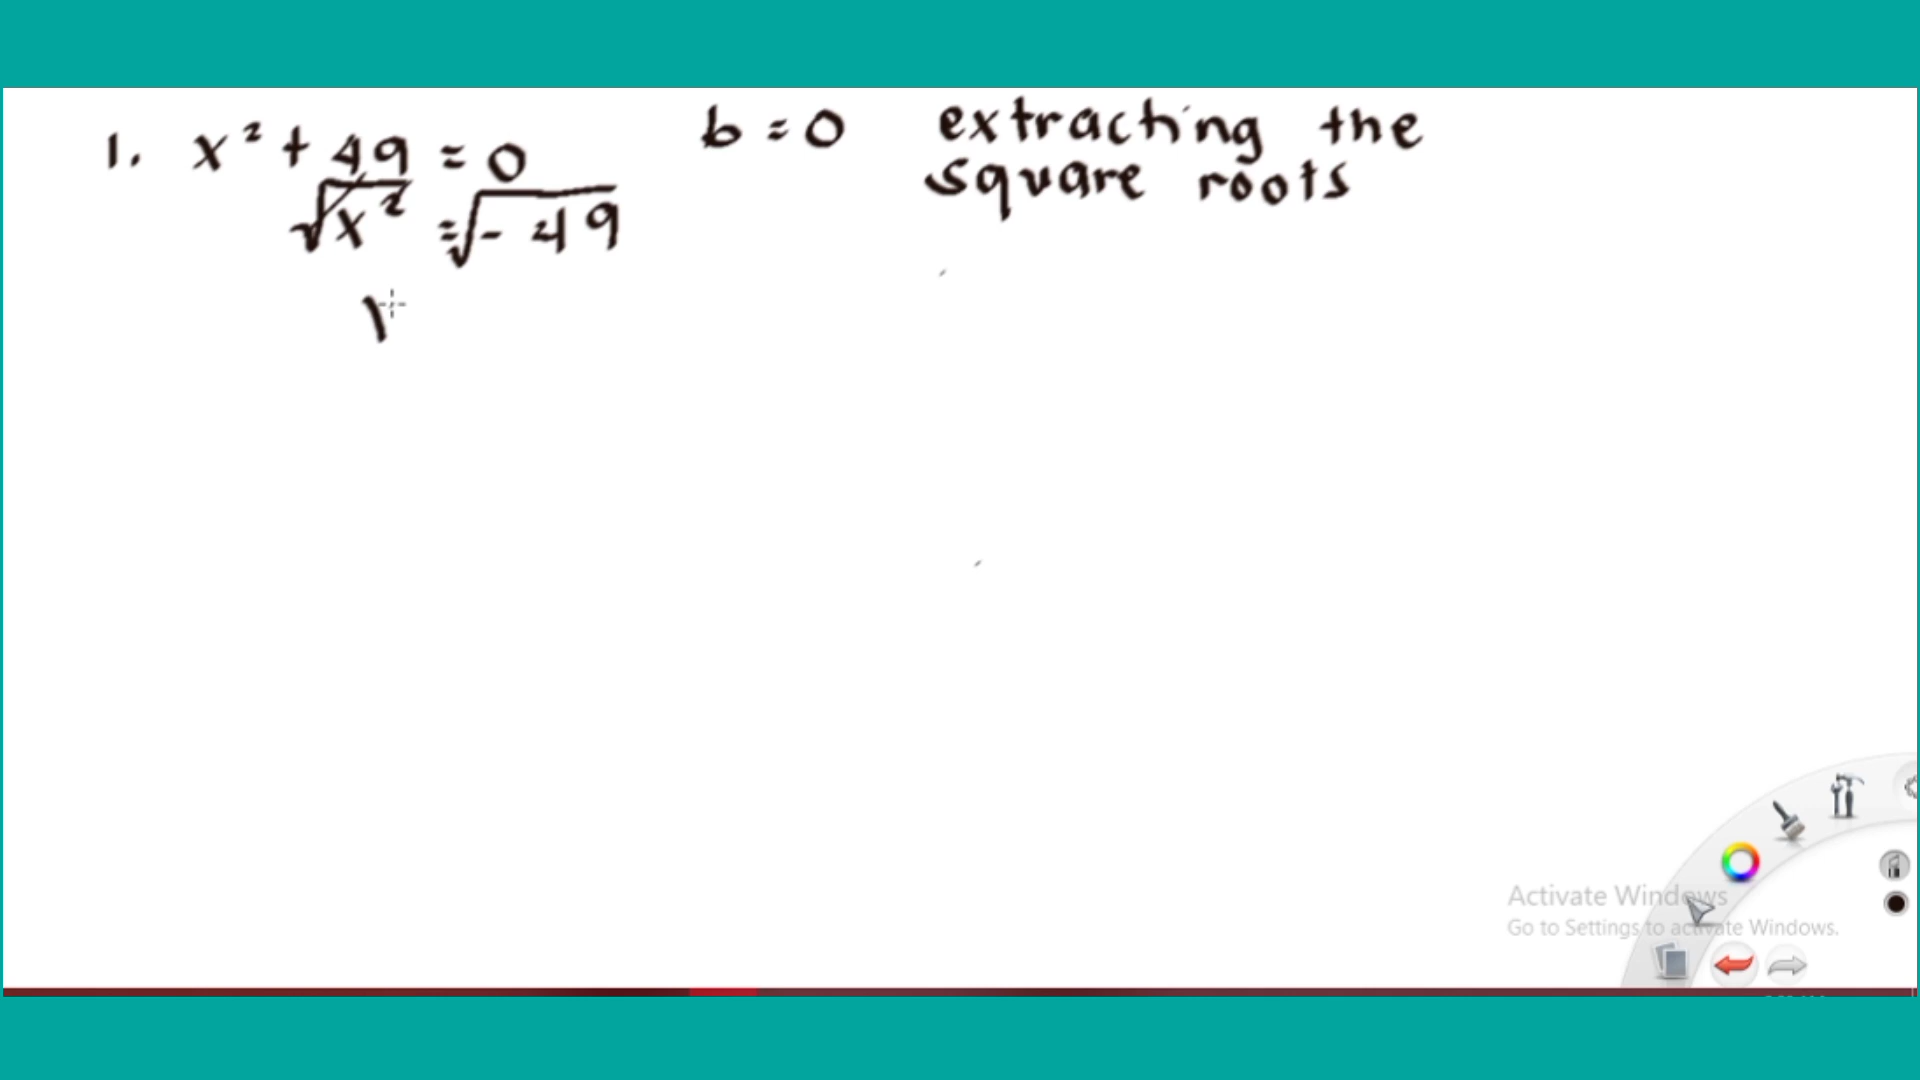 1. x² + 49 = 0
√x² = √- 49
b = 0
extracting the
square roots
Activate Windows
Go to Settings to activate Windows.